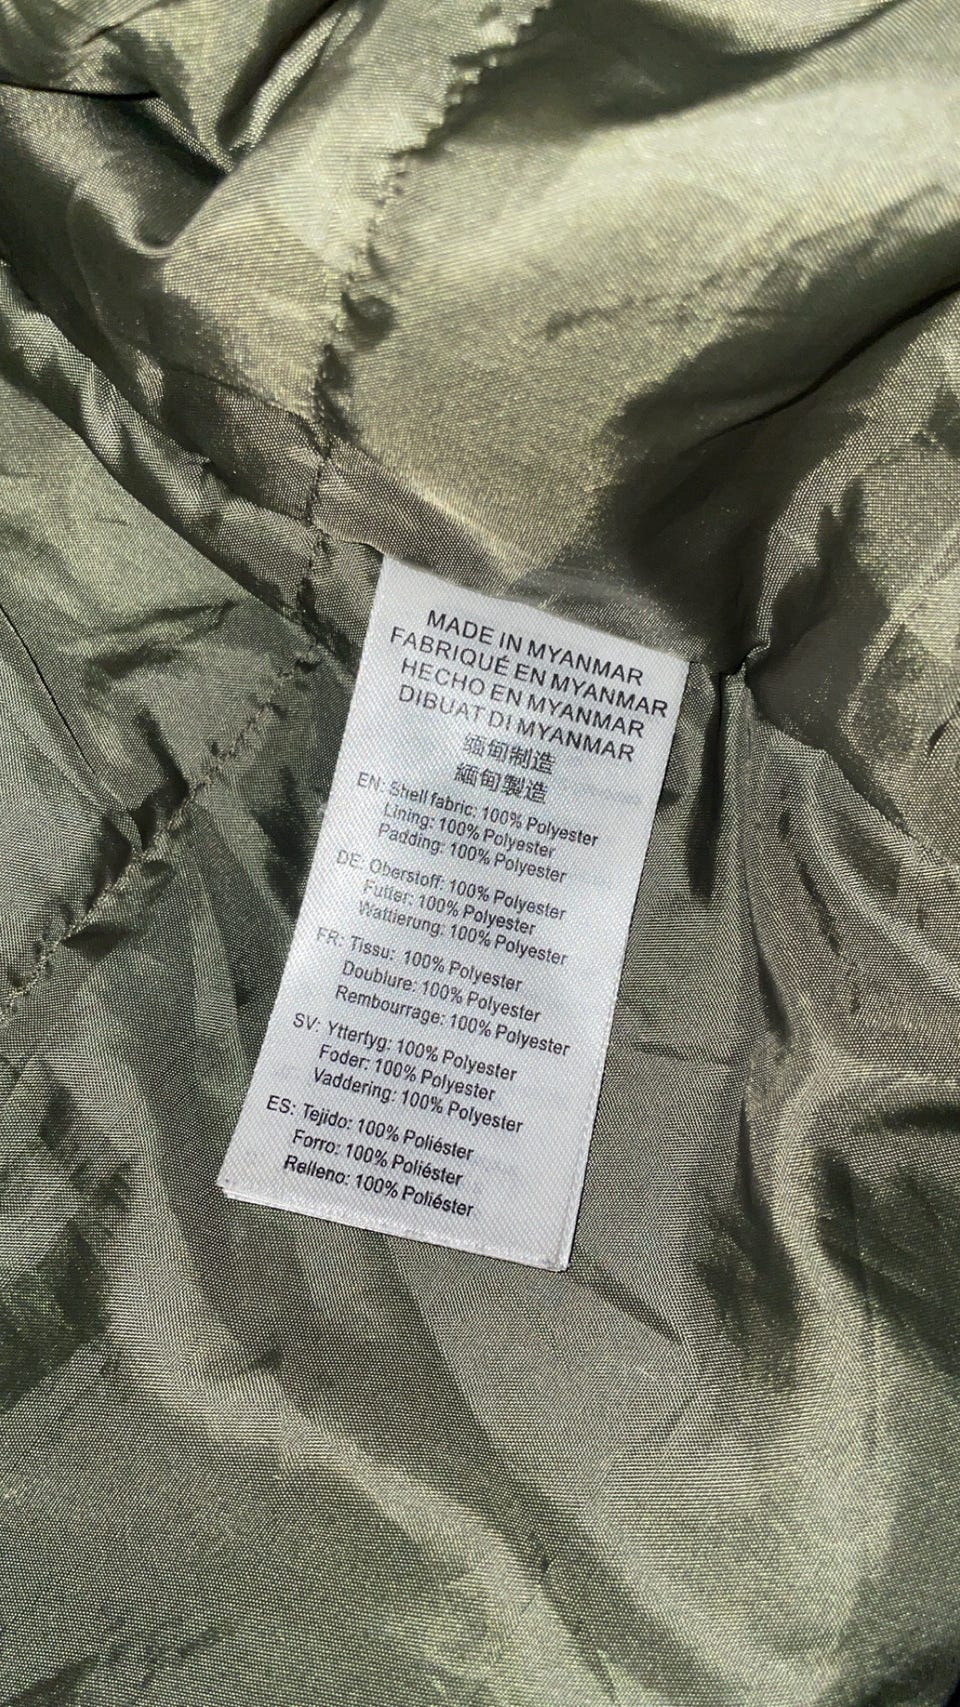 MADE IN MYANMAR
FABRIQUÉ EN MYANMAR
HECHO EN MYANMAR
DIBUAT DI MYANMAR
缅甸制造
緬甸製造
EN: Shell fabric: 100% Polyester
Lining: 100% Polyester
Padding: 100% Polyester
DE: Oberstoff: 100% Polyester
Futter: 100% Polyester
Wattierung: 100% Polyester
FR: Tissu: 100% Polyester
Doublure: 100% Polyester
Rembourrage: 100% Polyester
SV: Yttertyg: 100% Polyester
Foder: 100% Polyester
Vaddering: 100% Polyester
ES: Tejido: 100% Poliéster
Forro: 100% Poliéster
Relleno: 100% Poliéster